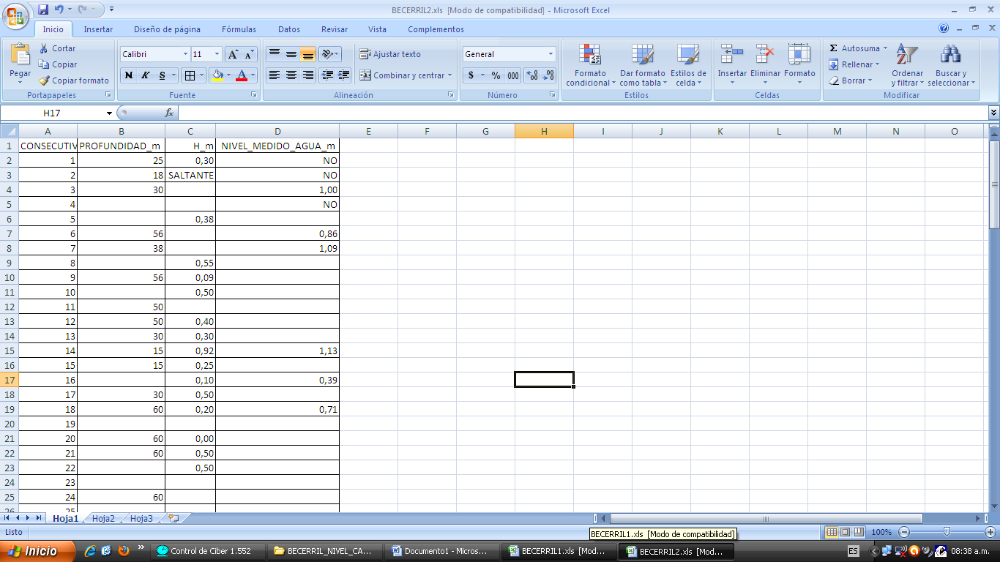 BECERRIL2.xls [Modo de compatibilidad] - Microsoft Excel
Inicio Insertar Diseño de página Fórmulas Datos Revisar Vista Complementos
Pegar
Cortar
Copiar
Copiar formato
Portapapeles
Calibri 11
N K S
Fuente
Ajustar texto
Combinar y centrar
Alineación
General
$ % 000
Número
Formato condicional
Dar formato como tabla
Estilos de celda
Estilos
Insertar Eliminar Formato
Celdas
Autosuma
Rellenar
Borrar
Ordenar y filtrar
Buscar y seleccionar
Modificar
H17 fx
A B C D E F G H I J K L M N O
1 CONSECUTIV PROFUNDIDAD_m H_m NIVEL_MEDIDO_AGUA_m
2 1 25 0,30 NO
3 2 18 SALTANTE NO
4 3 30 1,00
5 4 NO
6 5 0,38
7 6 56 0,86
8 7 38 1,09
9 8 0,55
10 9 56 0,09
11 10 0,50
12 11 50
13 12 50 0,40
14 13 30 0,30
15 14 15 0,92 1,13
16 15 15 0,25
17 16 0,10 0,39
18 17 30 0,50
19 18 60 0,20 0,71
20 19
21 20 60 0,00
22 21 60 0,50
23 22 0,50
24 23
25 24 60
26 25
Hoja1 Hoja2 Hoja3
Listo 100%
BECERRIL1.xls [Modo de compatibilidad]
Inicio Control de Ciber 1.552 BECERRIL_NIVEL_CA... Documento1 - Micros... BECERRIL1.xls [Mod... BECERRIL2.xls [Mod... ES 08:38 a.m.